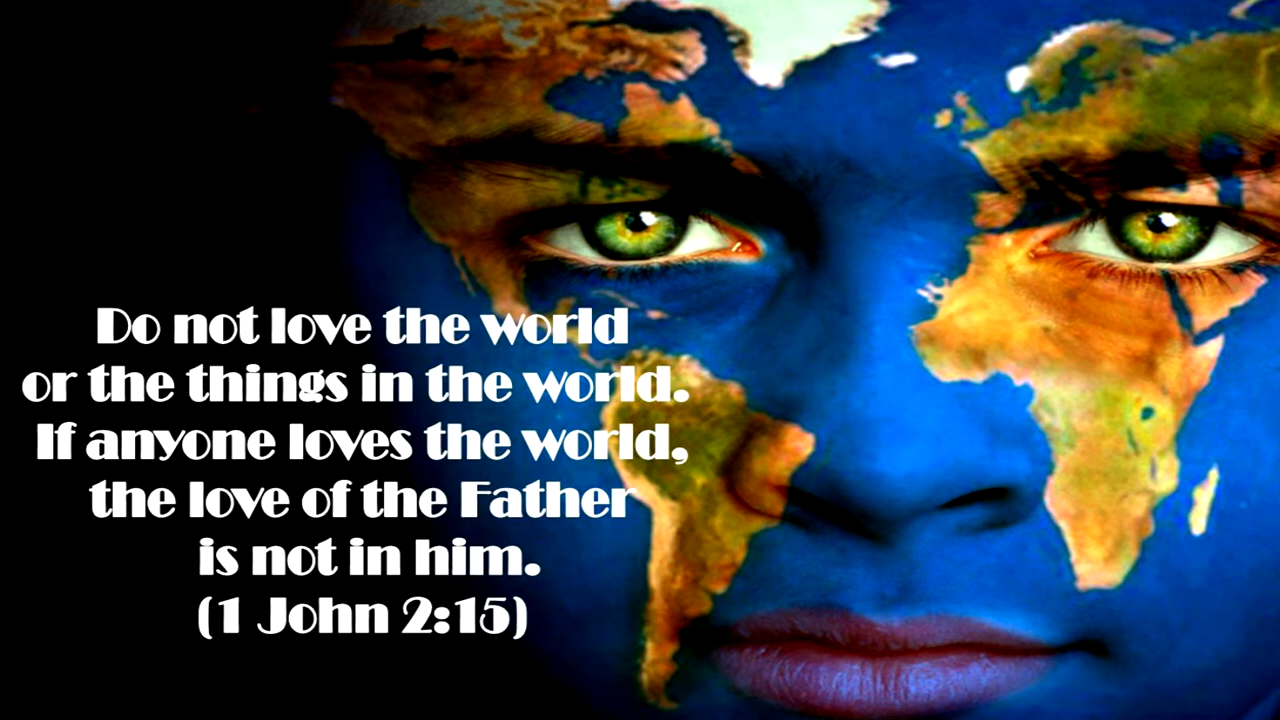 Do not love the world
or the things in the world.
If anyone loves the world,
the love of the Father
is not in him.
(1 John 2:15)